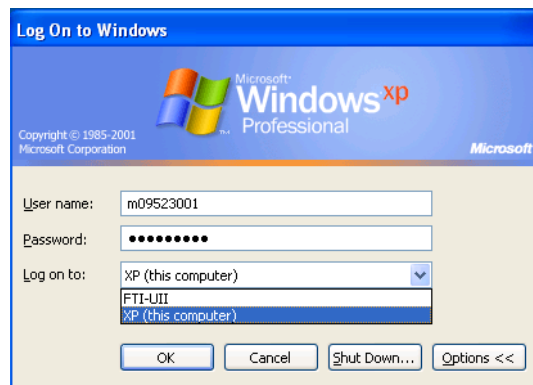 Log On to Windows
Microsoft®
Windows xp
Professional
Copyright © 1985-2001
Microsoft Corporation
Microsoft
User name: m09523001
Password: ●●●●●●●●●
Log on to: XP (this computer)
FTI-UII
XP (this computer)
OK Cancel Shut Down... Options <<